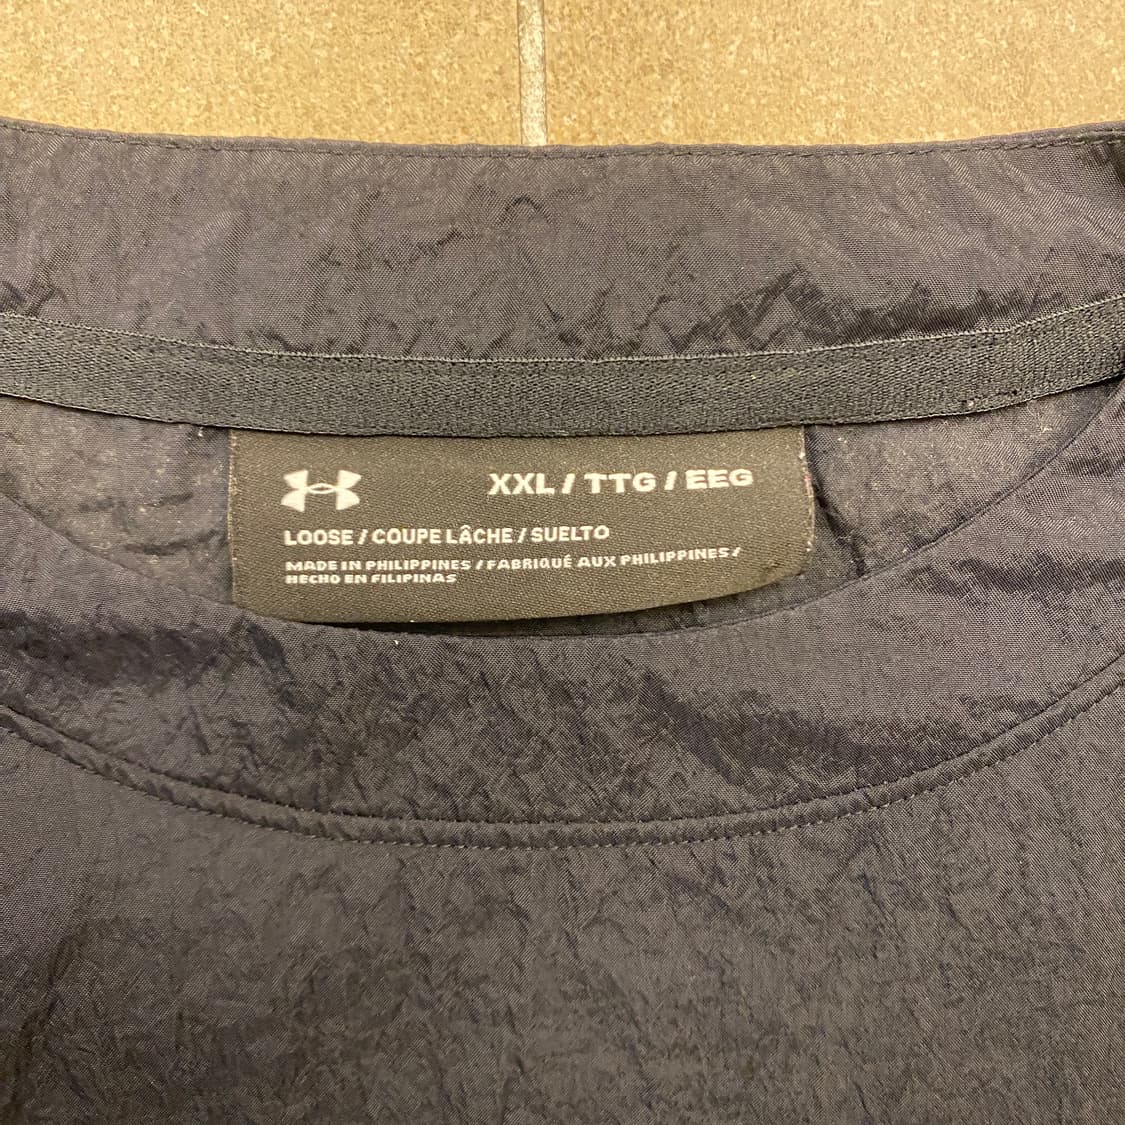 XXL / TTG / EEG
LOOSE / COUPE LÂCHE / SUELTO
MADE IN PHILIPPINES / FABRIQUÉ AUX PHILIPPINES /
HECHO EN FILIPINAS